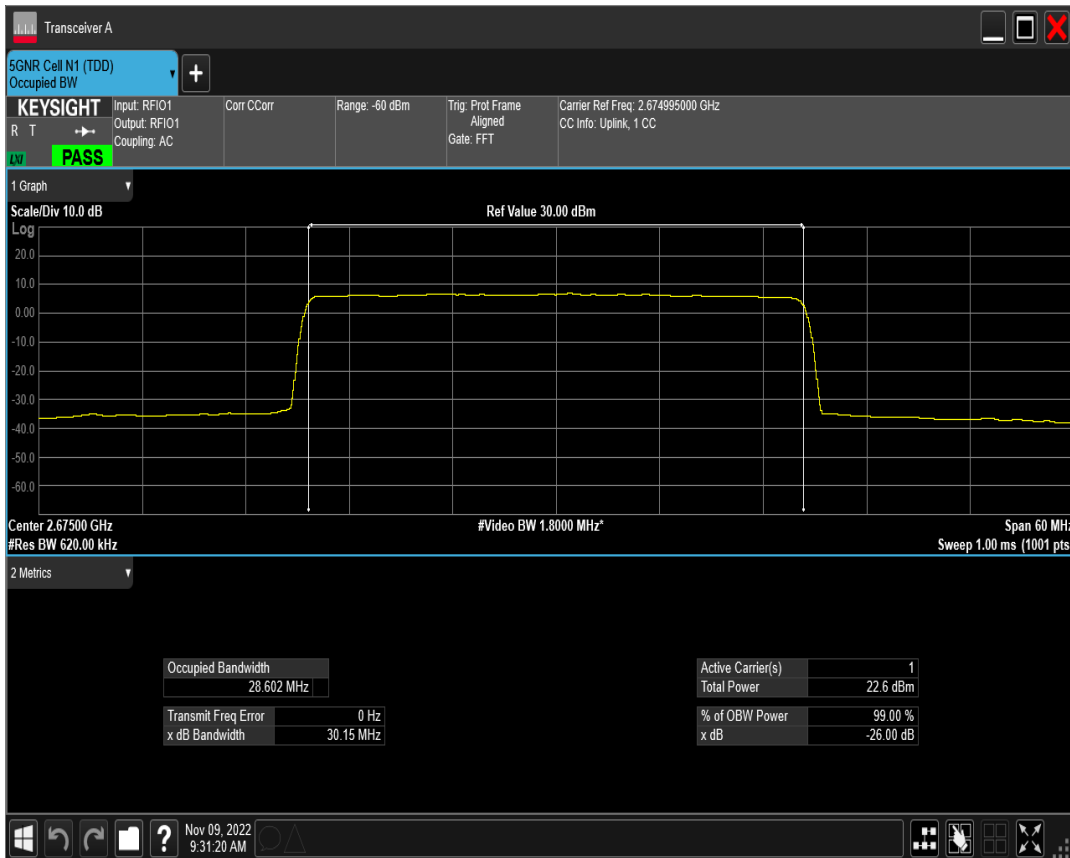 Transceiver A
5GNR Cell N1 (TDD)
Occupied BW
+
KEYSIGHT
R T
LXI
PASS
Input: RFIO1
Output: RFIO1
Coupling: AC
Corr CCorr
Range: -60 dBm
Trig: Prot Frame
Aligned
Gate: FFT
Carrier Ref Freq: 2.674995000 GHz
CC Info: Uplink, 1 CC
1 Graph
Scale/Div 10.0 dB
Ref Value 30.00 dBm
Log
20.0
10.0
0.00
-10.0
-20.0
-30.0
-40.0
-50.0
-60.0
Center 2.67500 GHz
#Video BW 1.8000 MHz*
Span 60 MHz
#Res BW 620.00 kHz
Sweep 1.00 ms (1001 pts
2 Metrics
Occupied Bandwidth
28.602 MHz
Transmit Freq Error 0 Hz
x dB Bandwidth 30.15 MHz
Active Carrier(s) 1
Total Power 22.6 dBm
% of OBW Power 99.00 %
x dB -26.00 dB
?
Nov 09, 2022
9:31:20 AM